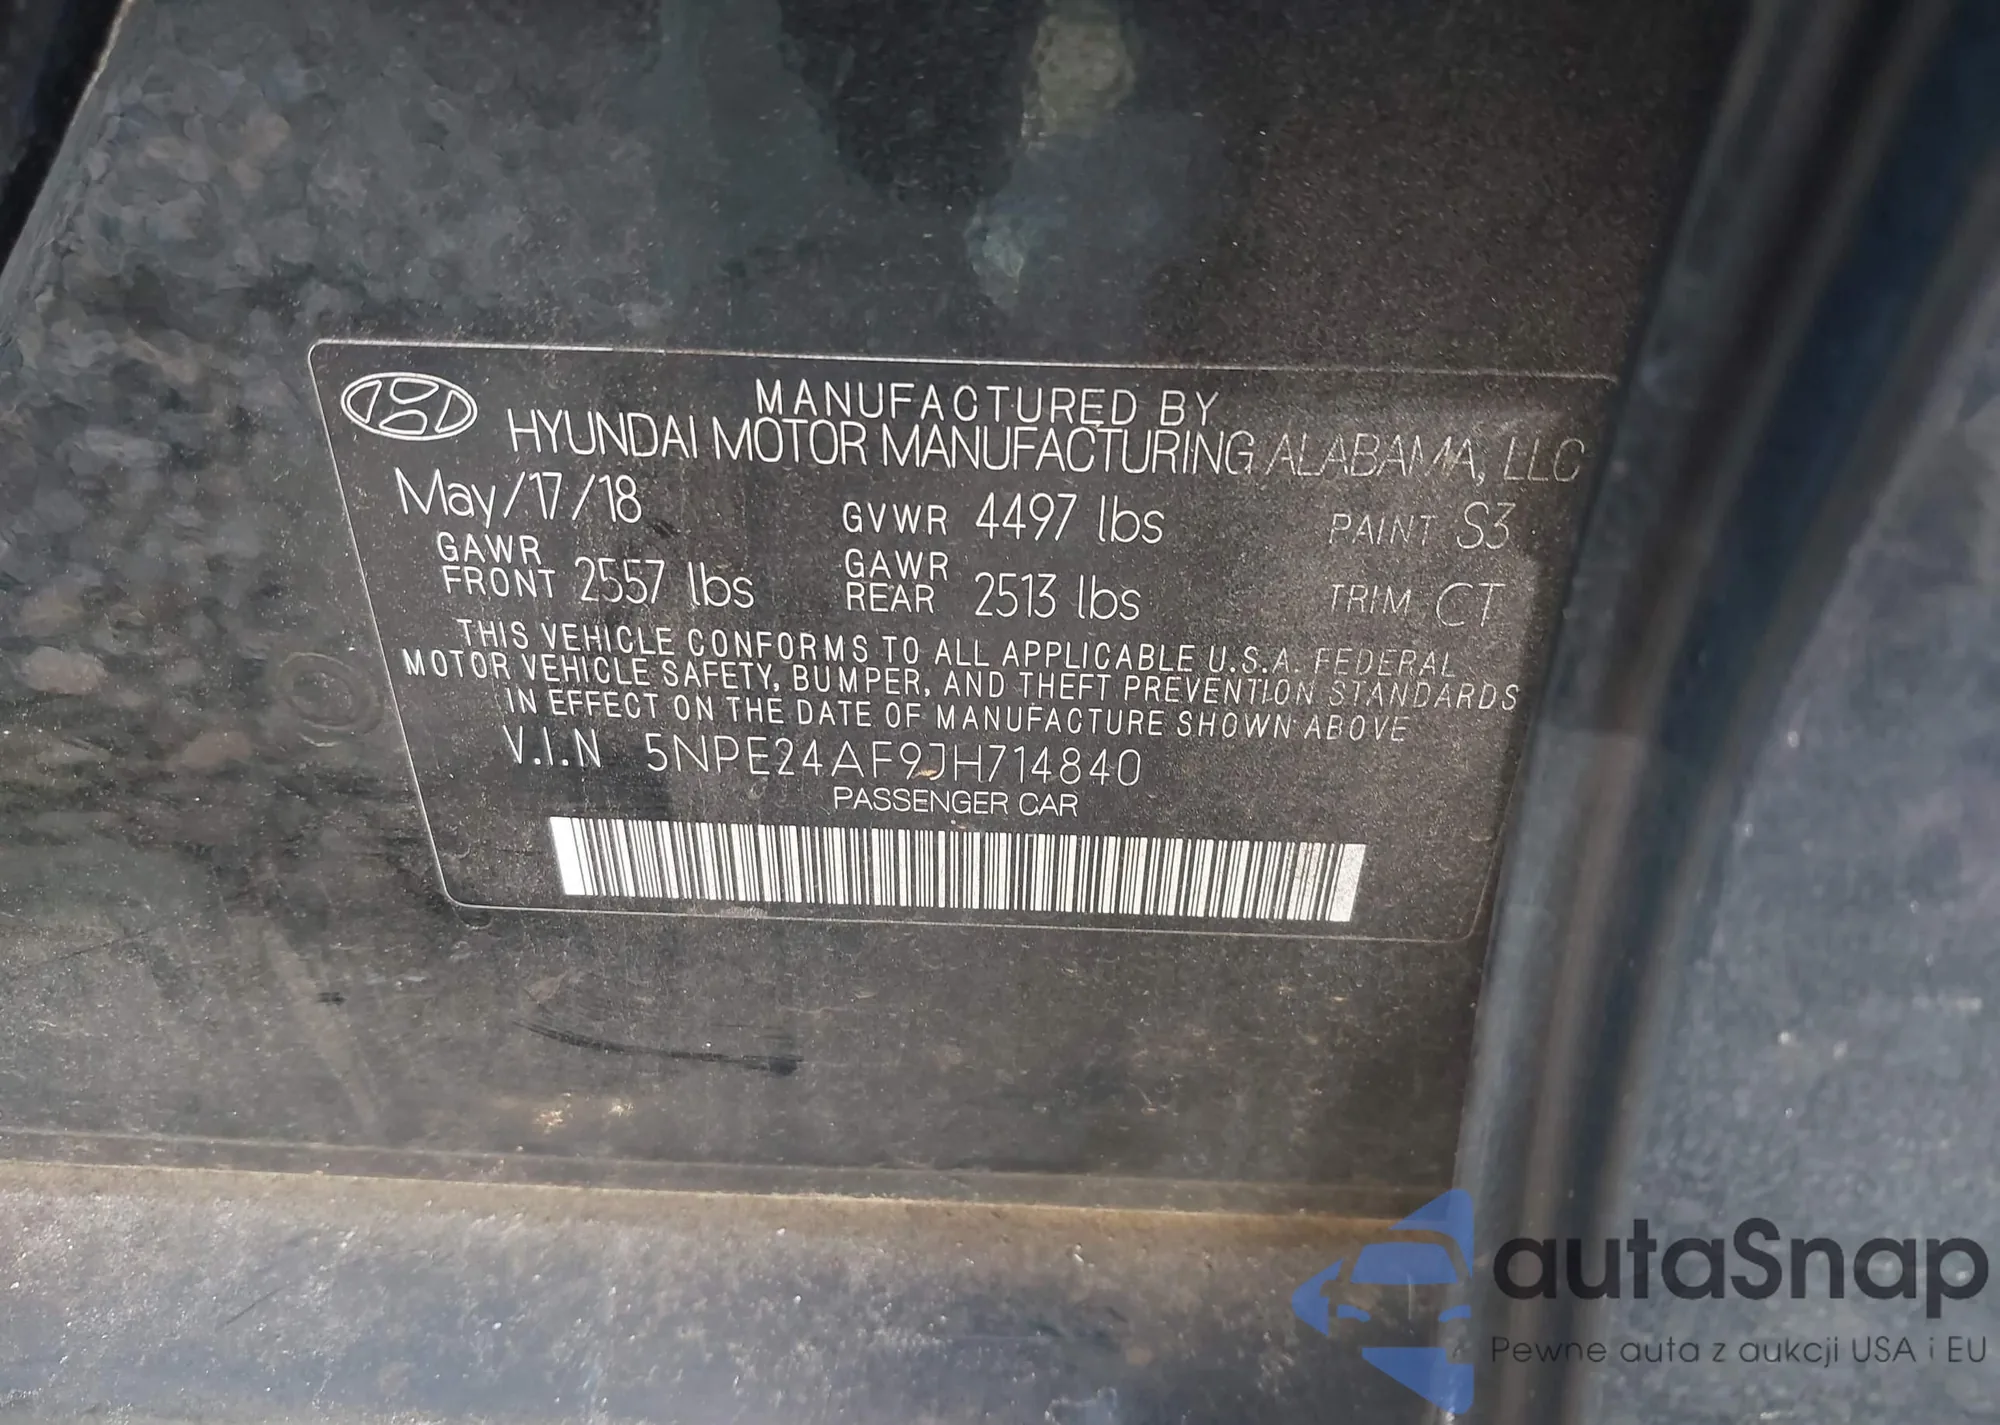 MANUFACTURED BY
HYUNDAI MOTOR MANUFACTURING ALABAMA, LLC
May/17/18 GVWR 4497 lbs PAINT S3
GAWR FRONT 2557 lbs GAWR REAR 2513 lbs TRIM CT
THIS VEHICLE CONFORMS TO ALL APPLICABLE U.S.A. FEDERAL
MOTOR VEHICLE SAFETY, BUMPER, AND THEFT PREVENTION STANDARDS
IN EFFECT ON THE DATE OF MANUFACTURE SHOWN ABOVE
V.I.N 5NPE24AF9JH714840
PASSENGER CAR
autaSnap
Pewne auta z aukcji USA i EU